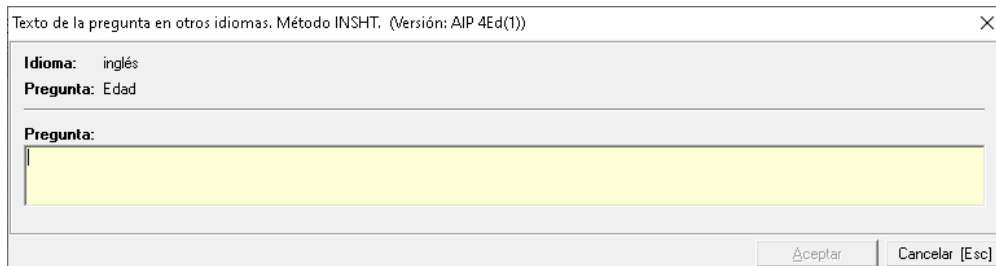 Texto de la pregunta en otros idiomas. Método INSHT. (Versión: AIP 4Ed(1))
Idioma: inglés
Pregunta: Edad
Pregunta:
Aceptar Cancelar [Esc]